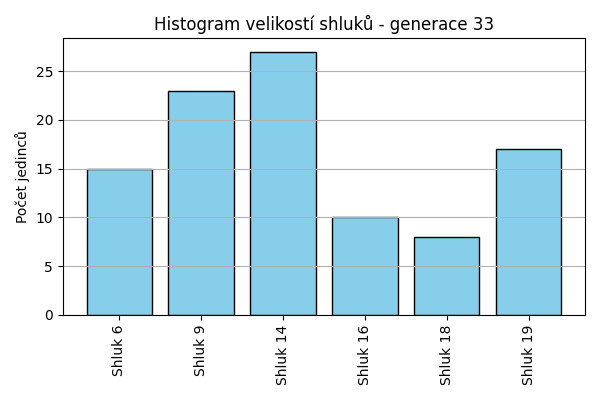 Histogram velikostí shluků - generace 33
Počet jedinců
25
20
15
10
5
0
Shluk 6
Shluk 9
Shluk 14
Shluk 16
Shluk 18
Shluk 19